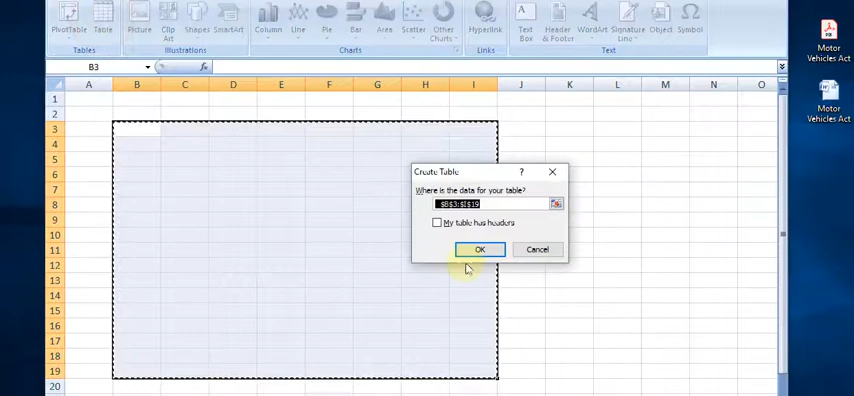 PivotTable Table Picture Clip Art Shapes SmartArt Column Line Pie Bar Area Scatter Other Charts Hyperlink Text Box Header & Footer WordArt Signature Line Object Symbol
Tables Illustrations Charts Links Text
B3 fx
A B C D E F G H I J K L M N O
1
2
3
4
5
6
7
8
9
10
11
12
13
14
15
16
17
18
19
20
Create Table ?
Where is the data for your table?
=$B$3:$I$19
My table has headers
OK Cancel
PDF
Motor
Vehicles Act
Motor
Vehicles Act